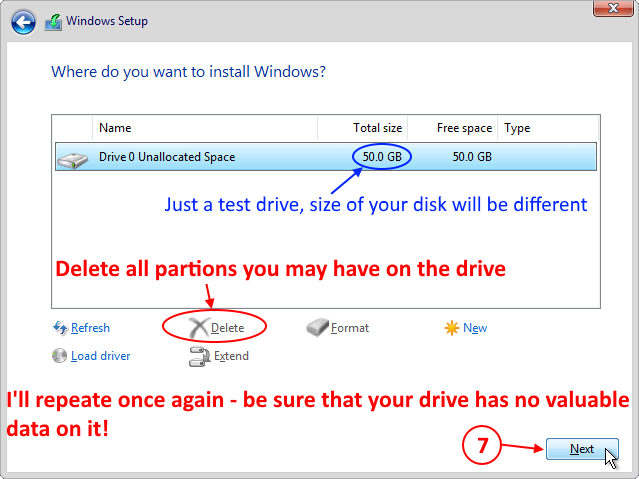 Windows Setup
Where do you want to install Windows?
Name Total size Free space Type
Drive 0 Unallocated Space 50.0 GB 50.0 GB
Just a test drive, size of your disk will be different
Delete all partions you may have on the drive
Refresh Delete Format New
Load driver Extend
I'll repeate once again - be sure that your drive has no valuable
data on it!
7 Next